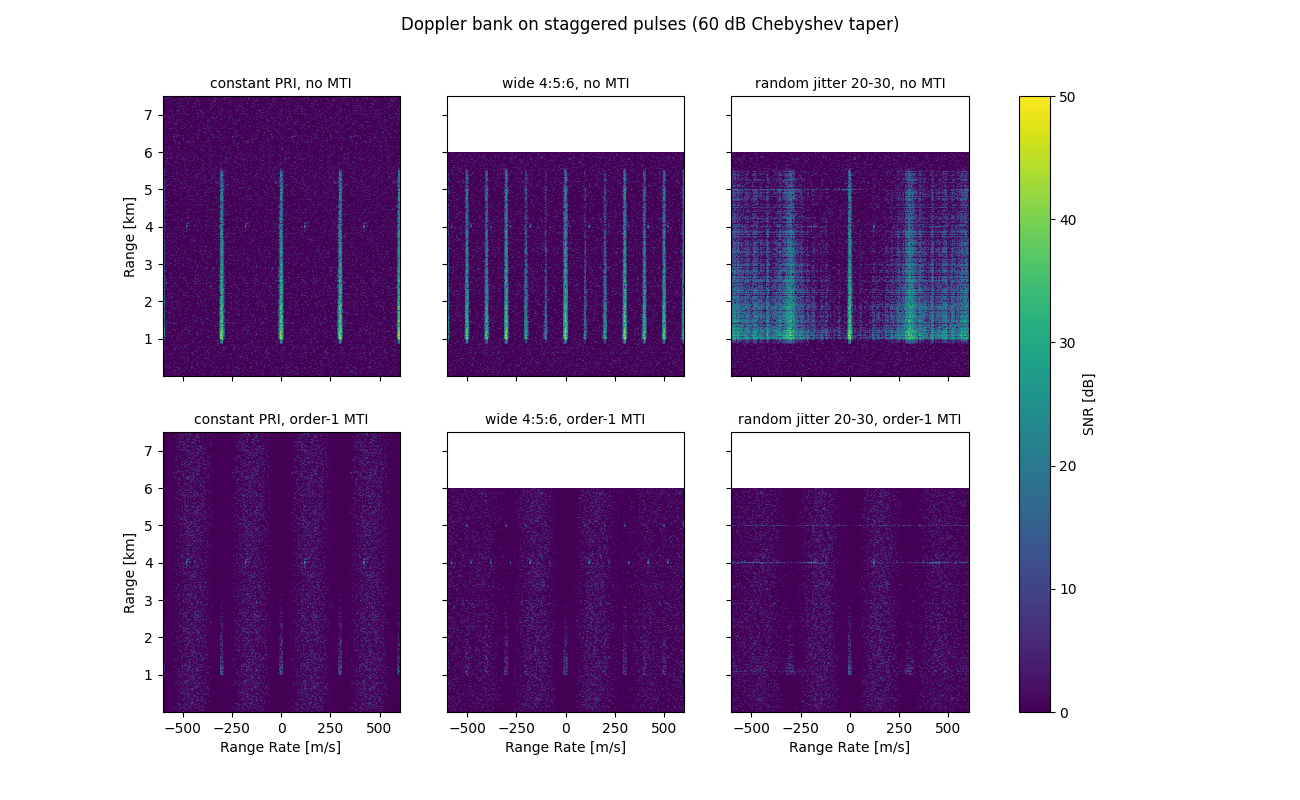 Doppler bank on staggered pulses (60 dB Chebyshev taper)
constant PRI, no MTI
wide 4:5:6, no MTI
random jitter 20-30, no MTI
7
6
5
4
3
2
1
Range [km]
50
40
30
20
10
0
SNR [dB]
constant PRI, order-1 MTI
wide 4:5:6, order-1 MTI
random jitter 20-30, order-1 MTI
7
6
5
4
3
2
1
Range [km]
−500 −250 0 250 500
−500 −250 0 250 500
−500 −250 0 250 500
Range Rate [m/s]
Range Rate [m/s]
Range Rate [m/s]